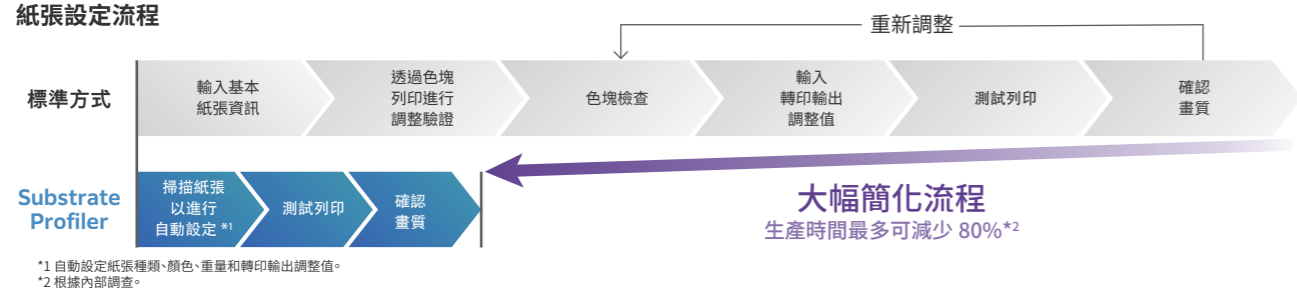 紙張設定流程
重新調整
標準方式
輸入基本
紙張資訊
透過色塊
列印進行
調整驗證
色塊檢查
輸入
轉印輸出
調整值
測試列印
確認
畫質
Substrate
Profiler
掃描紙張
以進行
自動設定 *1
測試列印
確認
畫質
大幅簡化流程
生產時間最多可減少 80%*2
*1 自動設定紙張種類、顏色、重量和轉印輸出調整值。
*2 根據內部調查。